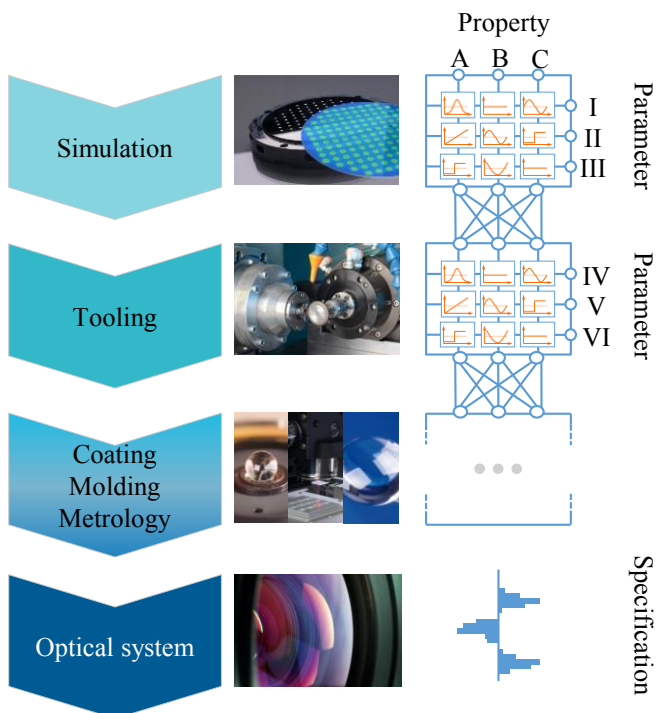 Property
A B C
Simulation
I
II
III
Parameter
Tooling
IV
V
VI
Parameter
Coating
Molding
Metrology
Optical system
Specification